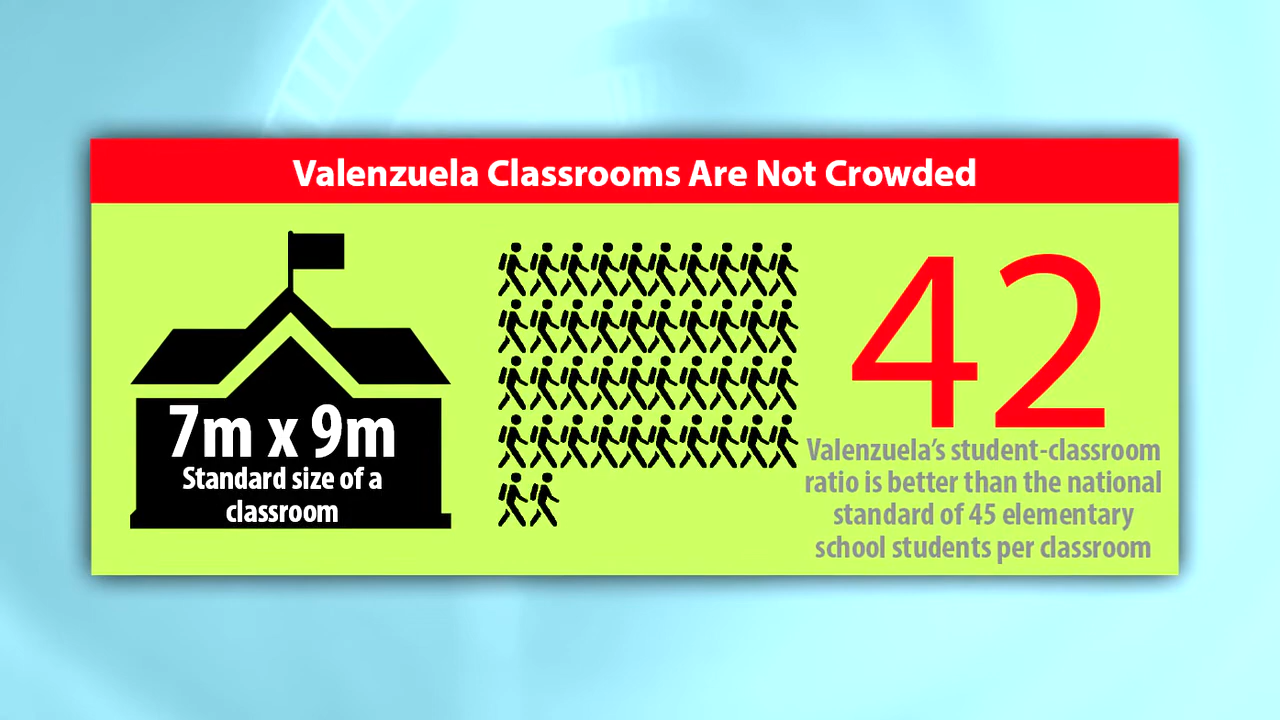 Valenzuela Classrooms Are Not Crowded
7m x 9m
Standard size of a
classroom
42
Valenzuela’s student-classroom
ratio is better than the national
standard of 45 elementary
school students per classroom